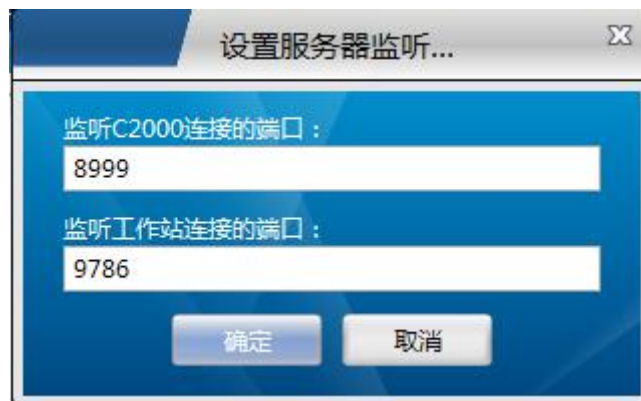 设置服务器监听...
监听C2000连接的端口：
8999
监听工作站连接的端口：
9786
确定 取消